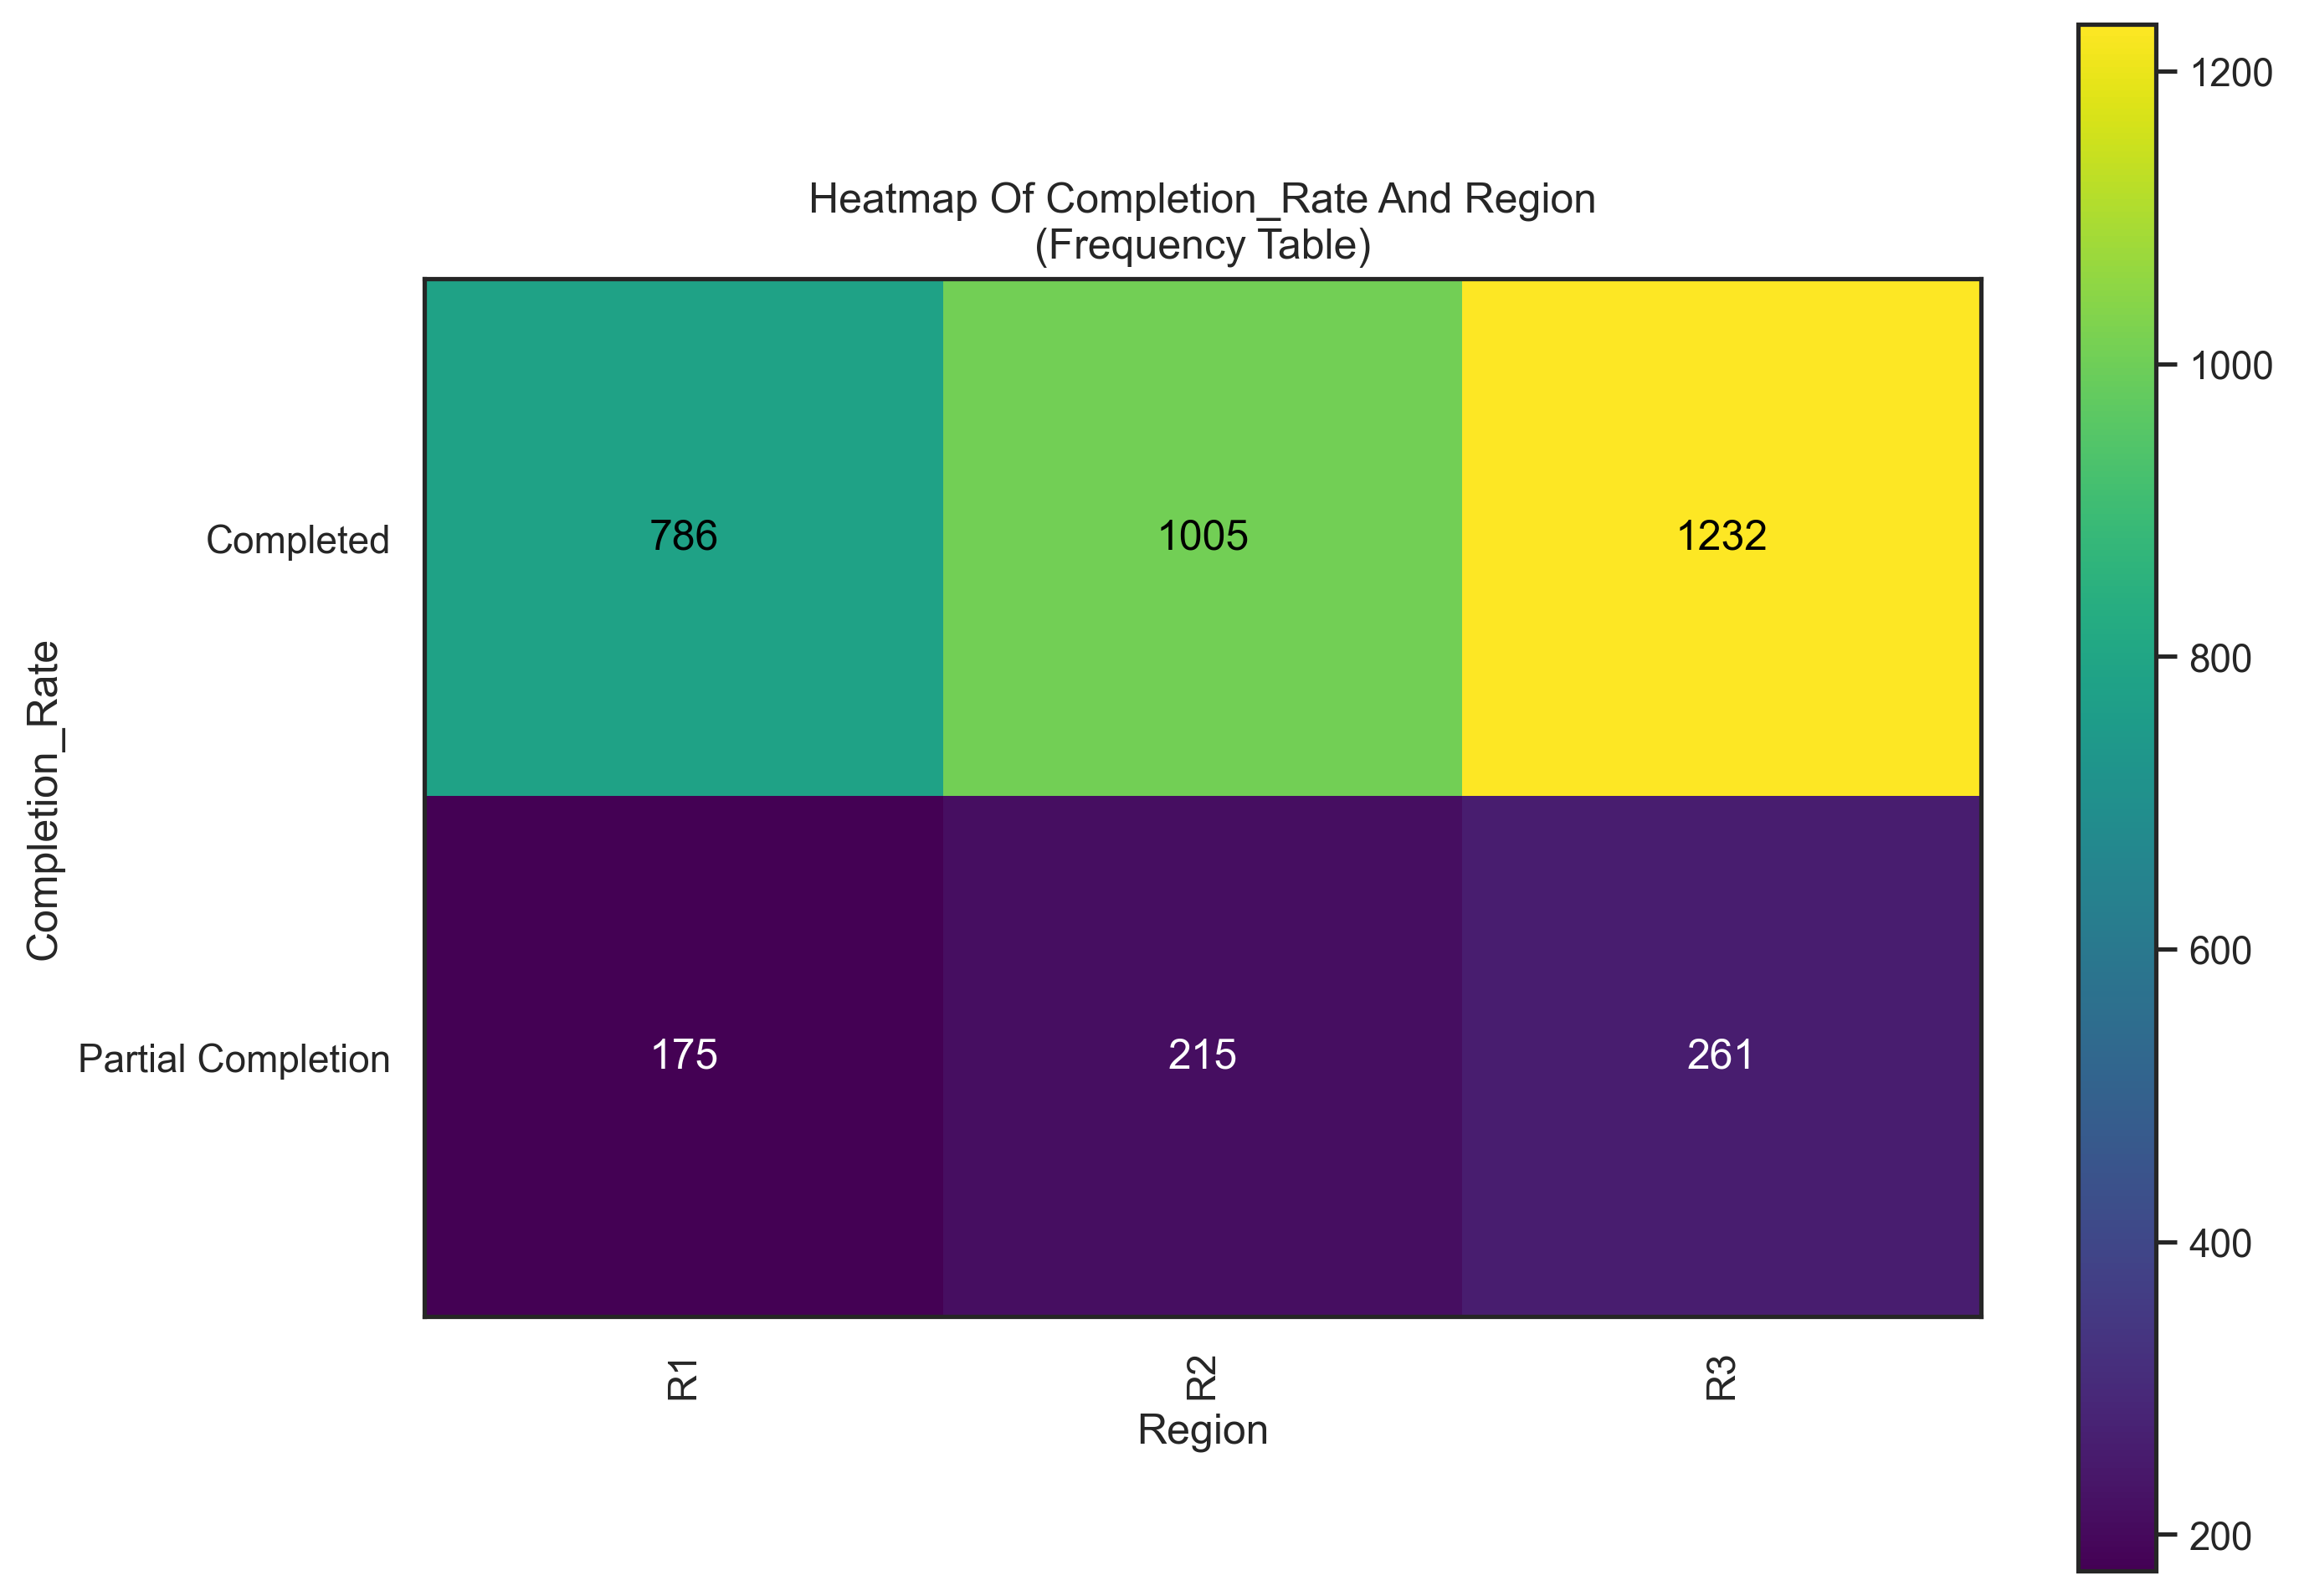 Heatmap Of Completion_Rate And Region
(Frequency Table)
Completion_Rate
Completed
786 1005 1232
Partial Completion
175 215 261
R1 R2 R3
Region
1200
1000
800
600
400
200